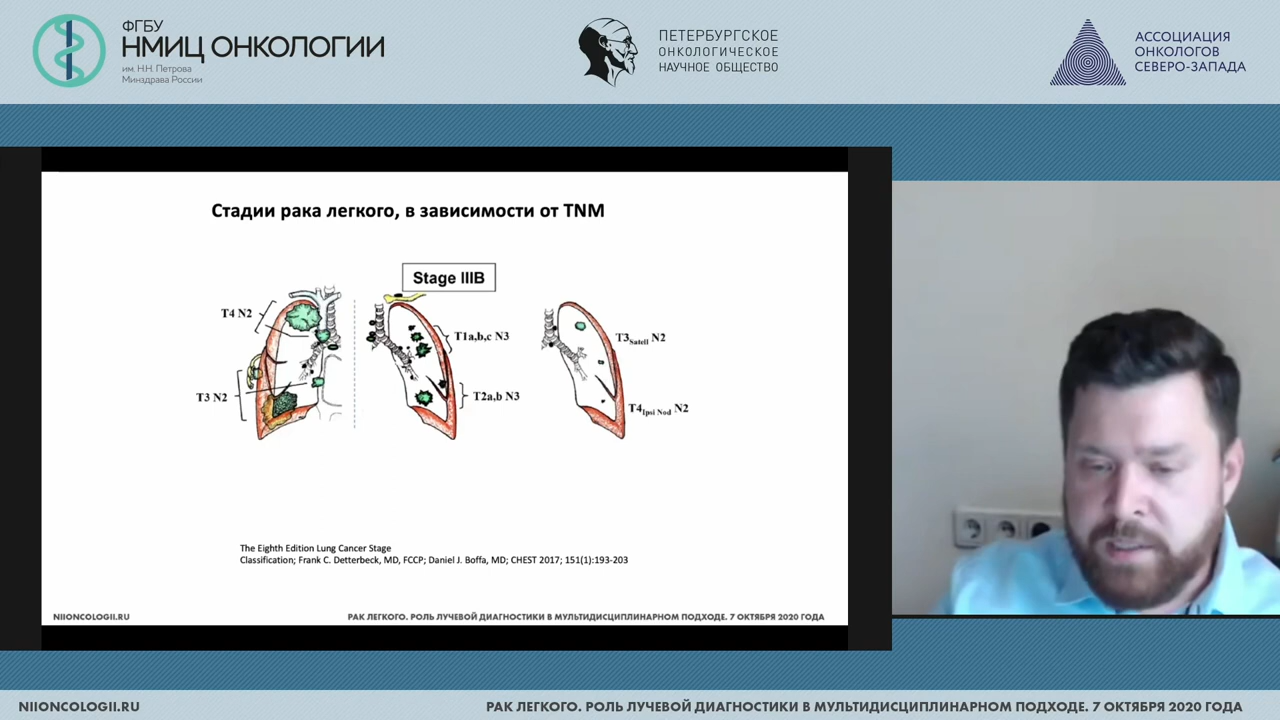 ФГБУ
НМИЦ ОНКОЛОГИИ
им. Н.Н. Петрова
Минздрава России
ПЕТЕРБУРГСКОЕ
ОНКОЛОГИЧЕСКОЕ
НАУЧНОЕ ОБЩЕСТВО
АССОЦИАЦИЯ
ОНКОЛОГОВ
СЕВЕРО-ЗАПАДА
Стадии рака легкого, в зависимости от TNM
Stage IIIB
T4 N2
T3 N2
T1a,b,c N3
T2a,b N3
T3Satell N2
T4Ipsi Nod N2
The Eighth Edition Lung Cancer Stage
Classification; Frank C. Detterbeck, MD, FCCP; Daniel J. Boffa, MD; CHEST 2017; 151(1):193-203
NIIONCOLOGII.RU
РАК ЛЕГКОГО. РОЛЬ ЛУЧЕВОЙ ДИАГНОСТИКИ В МУЛЬТИДИСЦИПЛИНАРНОМ ПОДХОДЕ. 7 ОКТЯБРЯ 2020 ГОДА
NIIONCOLOGII.RU
РАК ЛЕГКОГО. РОЛЬ ЛУЧЕВОЙ ДИАГНОСТИКИ В МУЛЬТИДИСЦИПЛИНАРНОМ ПОДХОДЕ. 7 ОКТЯБРЯ 2020 ГОДА